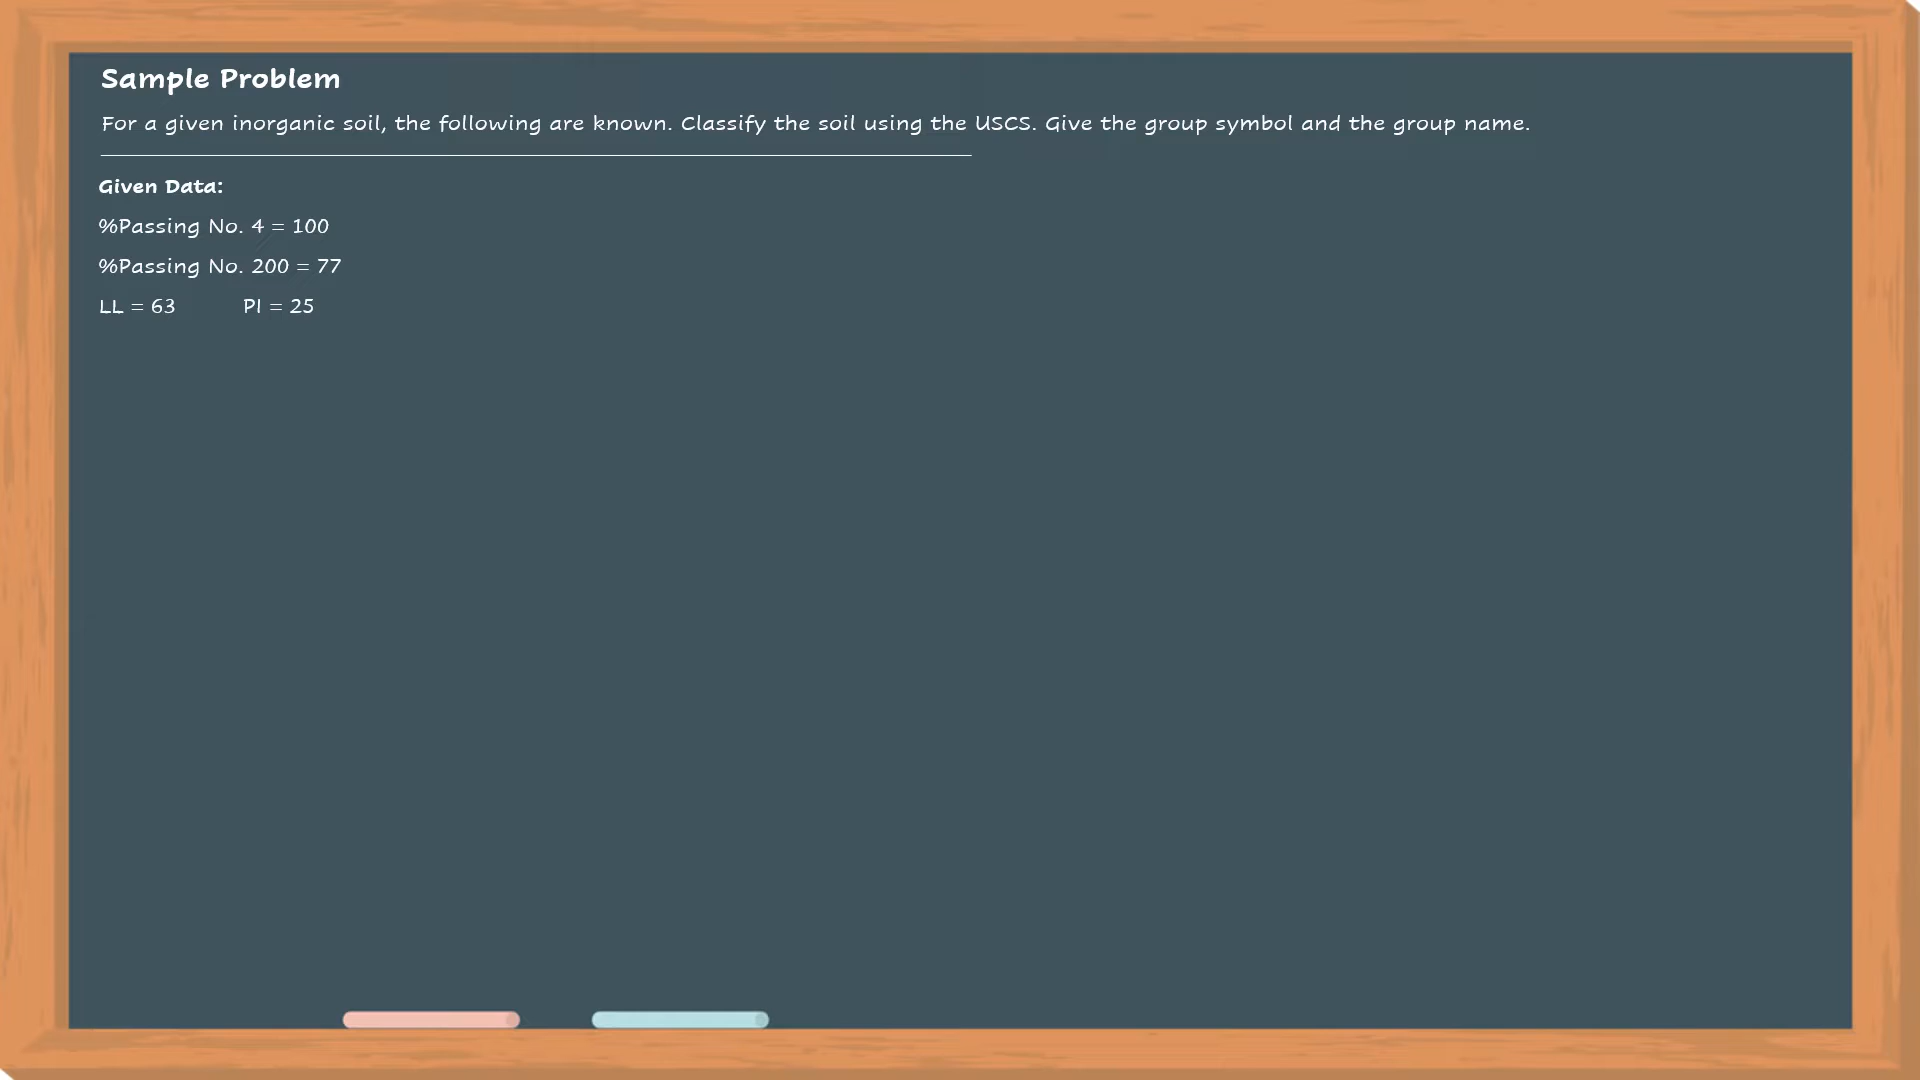 Sample Problem
For a given inorganic soil, the following are known. Classify the soil using the USCS. Give the group symbol and the group name.
Given Data:
%Passing No. 4 = 100
%Passing No. 200 = 77
LL = 63 PI = 25